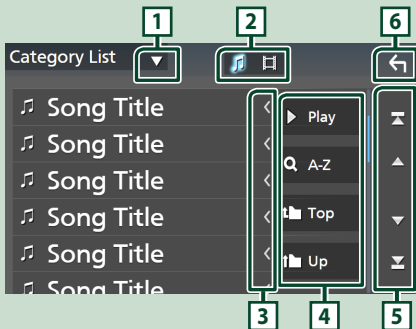 1 2 6
Category List
Song Title Play
Song Title
Song Title A-Z
Song Title Top
Song Title Up
Song Title
3 4 5